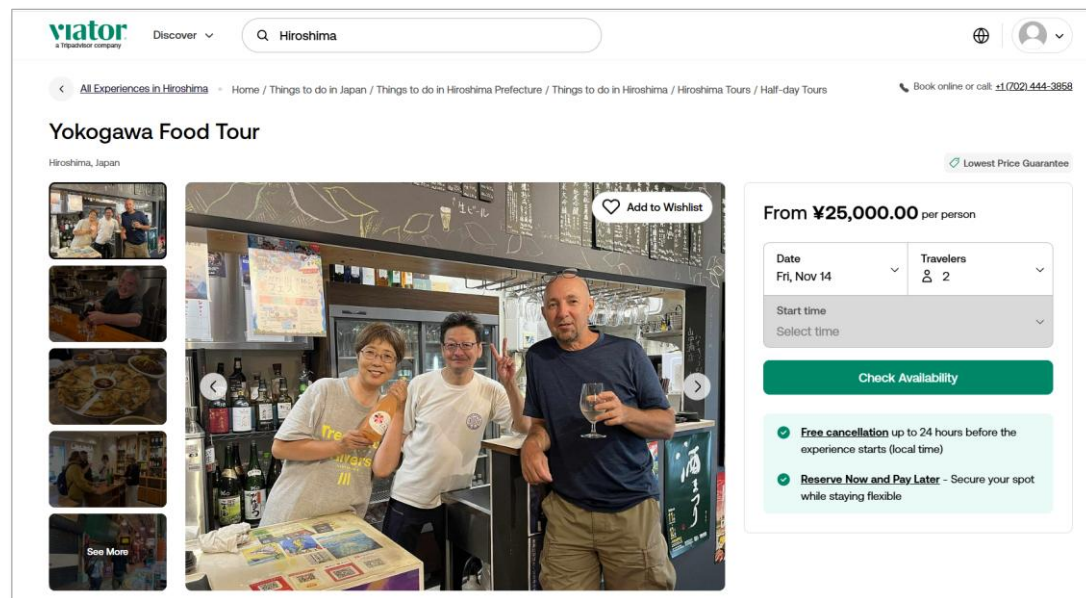 viator
a Tripadvisor company
Discover
Hiroshima
All Experiences in Hiroshima
Home / Things to do in Japan / Things to do in Hiroshima Prefecture / Things to do in Hiroshima / Hiroshima Tours / Half-day Tours
Book online or call: +1 (702) 444-3858
Yokogawa Food Tour
Hiroshima, Japan
Lowest Price Guarantee
See More
Add to Wishlist
生ビール
From ¥25,000.00 per person
Date
Fri, Nov 14
Travelers
2
Start time
Select time
Check Availability
Free cancellation up to 24 hours before the
experience starts (local time)
Reserve Now and Pay Later - Secure your spot
while staying flexible